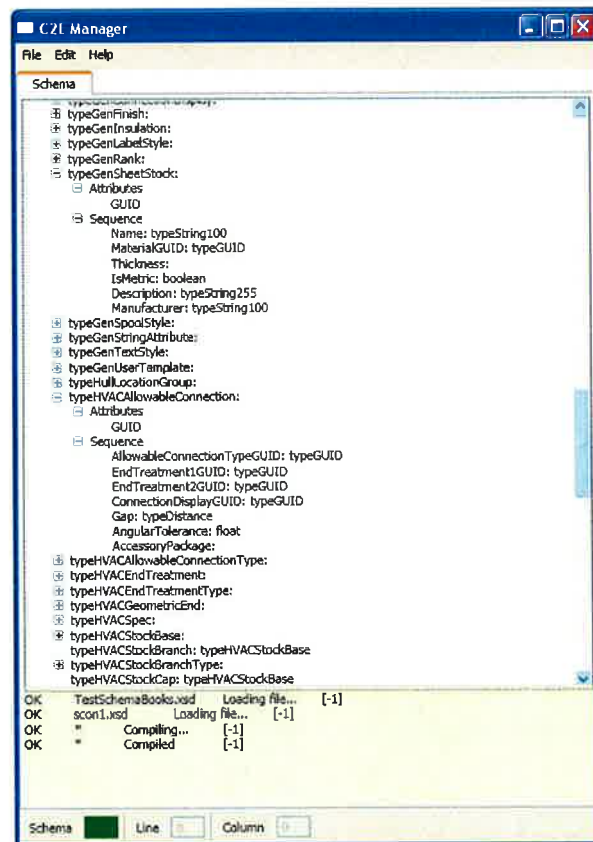 C2L Manager
File Edit Help
Schema
typeGenConnectionDisplay:
typeGenFinish:
typeGenInsulation:
typeGenLabelStyle:
typeGenRank:
typeGenSheetStock:
Attributes
GUID
Sequence
Name: typeString100
MaterialGUID: typeGUID
Thickness:
IsMetric: boolean
Description: typeString255
Manufacturer: typeString100
typeGenSpoolStyle:
typeGenStringAttribute:
typeGenTextStyle:
typeGenUserTemplate:
typeHullLocationGroup:
typeHVACAllowableConnection:
Attributes
GUID
Sequence
AllowableConnectionTypeGUID: typeGUID
EndTreatment1GUID: typeGUID
EndTreatment2GUID: typeGUID
ConnectionDisplayGUID: typeGUID
Gap: typeDistance
AngularTolerance: float
AccessoryPackage:
typeHVACAllowableConnectionType:
typeHVACEndTreatment:
typeHVACEndTreatmentType:
typeHVACGeometricEnd:
typeHVACSpec:
typeHVACStockBase:
typeHVACStockBranch: typeHVACStockBase
typeHVACStockBranchType:
typeHVACStockCap: typeHVACStockBase
OK TestSchemaBooks.xsd Loading file... [-1]
OK scon1.xsd Loading file... [-1]
OK " Compiling... [-1]
OK " Compiled [-1]
Schema Line 0 Column 0